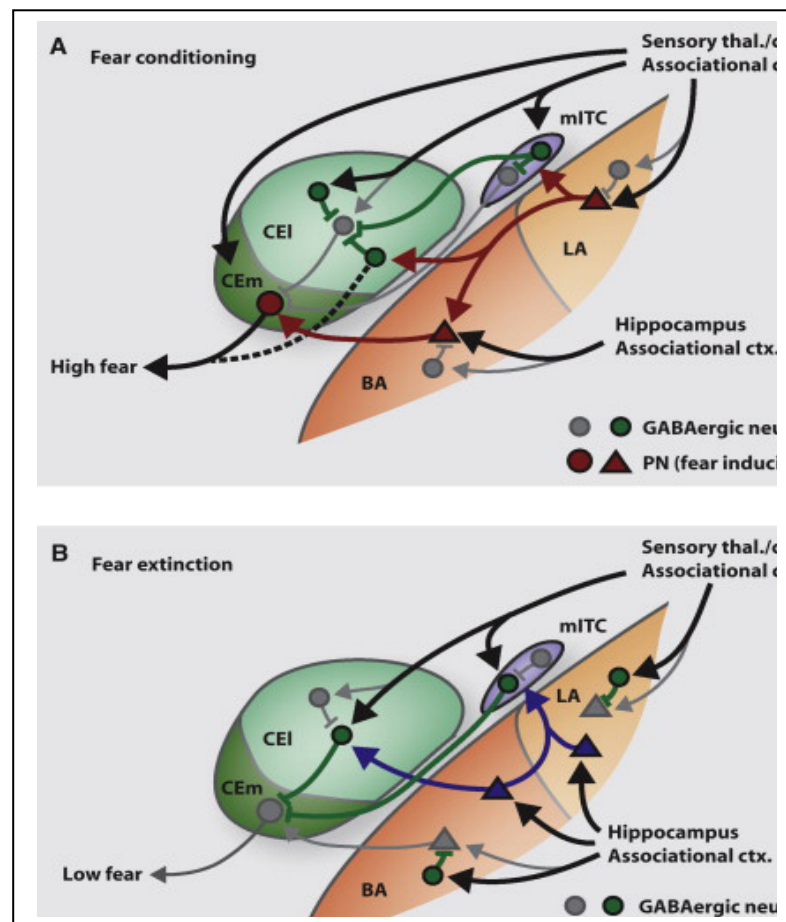 A
Fear conditioning
Sensory thal./
Associational
mITC
CEl
LA
CEm
Hippocampus
Associational ctx.
High fear
BA
GABAergic neu
PN (fear induci
B
Fear extinction
Sensory thal./
Associational
mITC
LA
CEl
CEm
Hippocampus
Associational ctx.
Low fear
BA
GABAergic neu